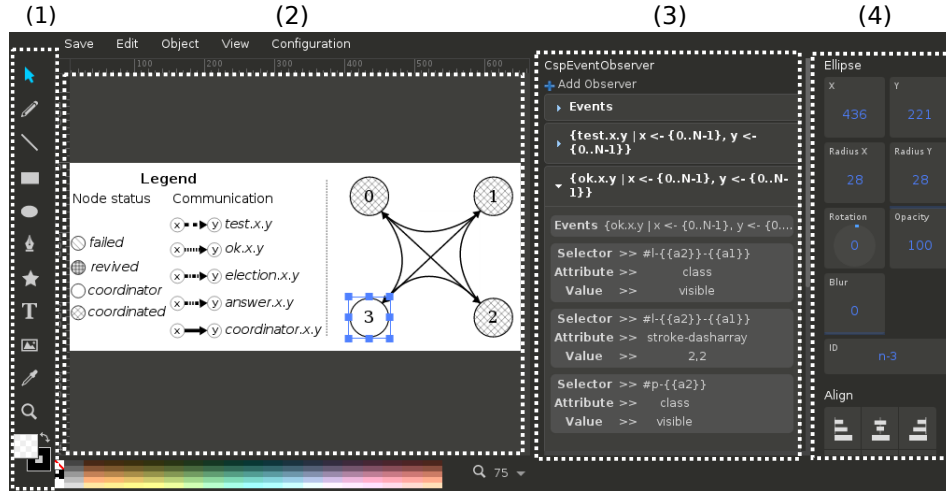 (1) (2) (3) (4)
Save Edit Object View Configuration
100 200 300 400 500 600
Legend
Node status Communication
x y test.x.y
failed
x y ok.x.y
revived
x y election.x.y
coordinator
x y answer.x.y
coordinated
x y coordinator.x.y
0 1
3 2
T
75
CspEventObserver
Add Observer
Events
{test.x.y | x <- {0..N-1}, y <-
{0..N-1}}
{ok.x.y | x <- {0..N-1}, y <- {0..N-
1}}
Events {ok.x.y | x <- {0..N-1}, y <- {0....
Selector >> #l-{{a2}}-{{a1}}
Attribute >> class
Value >> visible
Selector >> #l-{{a2}}-{{a1}}
Attribute >> stroke-dasharray
Value >> 2,2
Selector >> #p-{{a2}}
Attribute >> class
Value >> visible
Ellipse
X Y
436 221
Radius X Radius Y
28 28
Rotation Opacity
0 100
Blur
0
ID
n-3
Align